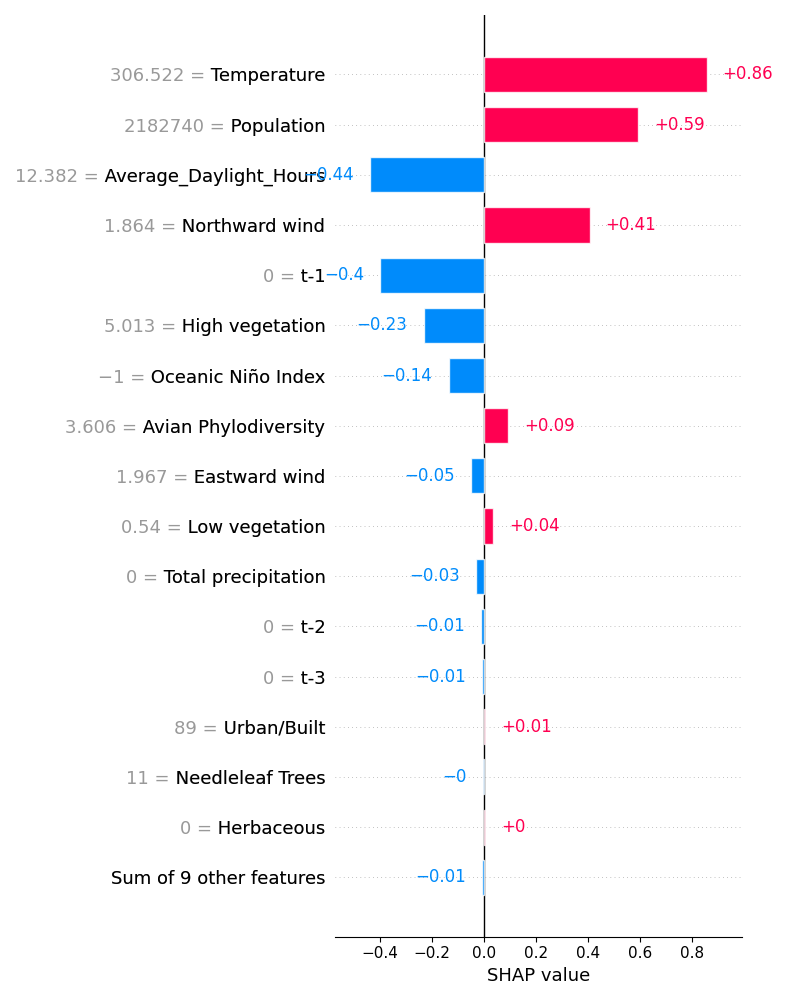 306.522 = Temperature +0.86
2182740 = Population +0.59
12.382 = Average_Daylight_Hours −0.44
1.864 = Northward wind +0.41
0 = t-1 −0.4
5.013 = High vegetation −0.23
−1 = Oceanic Niño Index −0.14
3.606 = Avian Phylodiversity +0.09
1.967 = Eastward wind −0.05
0.54 = Low vegetation +0.04
0 = Total precipitation −0.03
0 = t-2 −0.01
0 = t-3 −0.01
89 = Urban/Built +0.01
11 = Needleleaf Trees −0
0 = Herbaceous +0
Sum of 9 other features −0.01
−0.4 −0.2 0.0 0.2 0.4 0.6 0.8
SHAP value